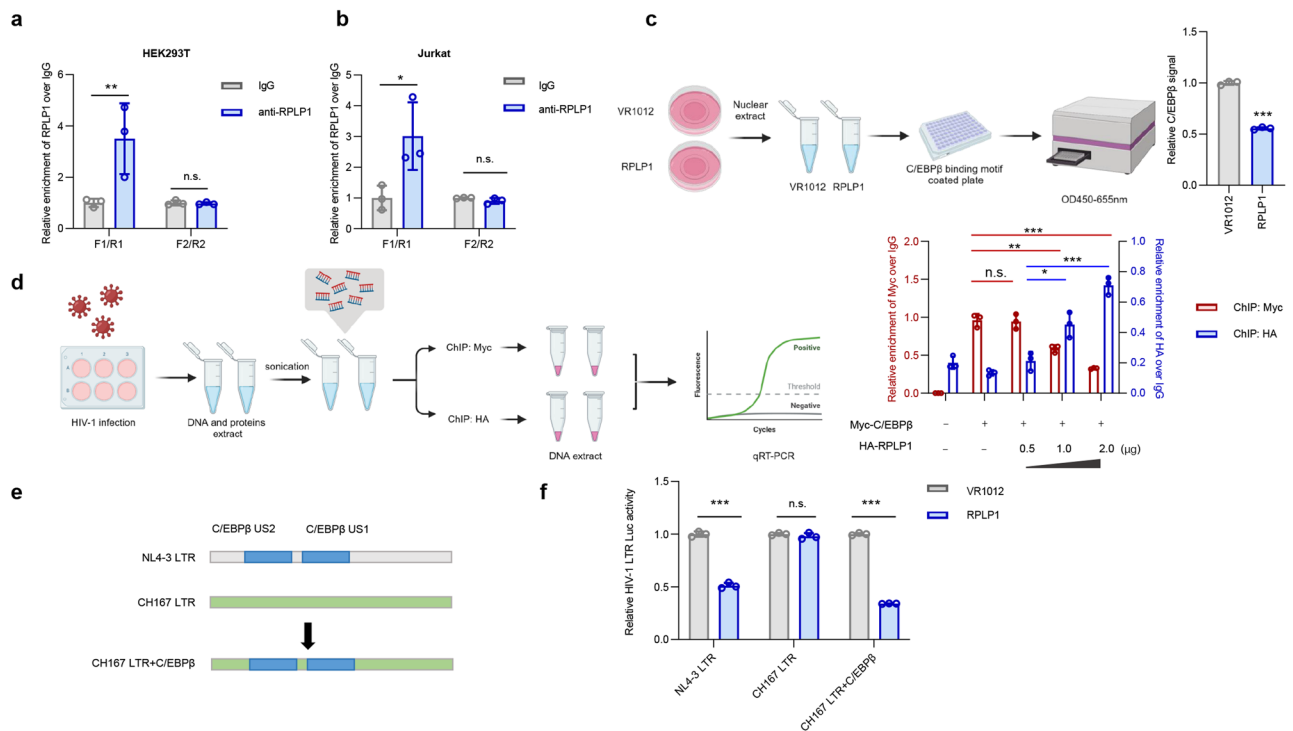 a
HEK293T
Relative enrichment of RPLP1 over IgG
6
4
2
0
**
n.s.
F1/R1
F2/R2
IgG
anti-RPLP1
b
Jurkat
Relative enrichment of RPLP1 over IgG
5
4
3
2
1
0
*
n.s.
F1/R1
F2/R2
IgG
anti-RPLP1
c
VR1012
RPLP1
Nuclear
extract
VR1012
RPLP1
C/EBPβ binding motif
coated plate
OD450-655nm
Relative C/EBPβ signal
1.5
1.0
0.5
0.0
***
VR1012
RPLP1
d
HIV-1 infection
DNA and proteins
extract
sonication
ChIP: Myc
ChIP: HA
DNA extract
Fluorescence
Positive
Threshold
Negative
Cycles
qRT-PCR
Relative enrichment of Myc over IgG
2.0
1.5
1.0
0.5
0.0
***
**
n.s.
***
*
1.0
0.8
0.6
0.4
0.2
0.0
Relative enrichment of HA over IgG
ChIP: Myc
ChIP: HA
Myc-C/EBPβ – + + + +
HA-RPLP1 – – 0.5 1.0 2.0 (μg)
e
C/EBPβ US2 C/EBPβ US1
NL4-3 LTR
CH167 LTR
CH167 LTR+C/EBPβ
f
Relative HIV-1 LTR Luc activity
1.5
1.0
0.5
0.0
***
n.s.
***
NL4-3 LTR
CH167 LTR
CH167 LTR+C/EBPβ
VR1012
RPLP1